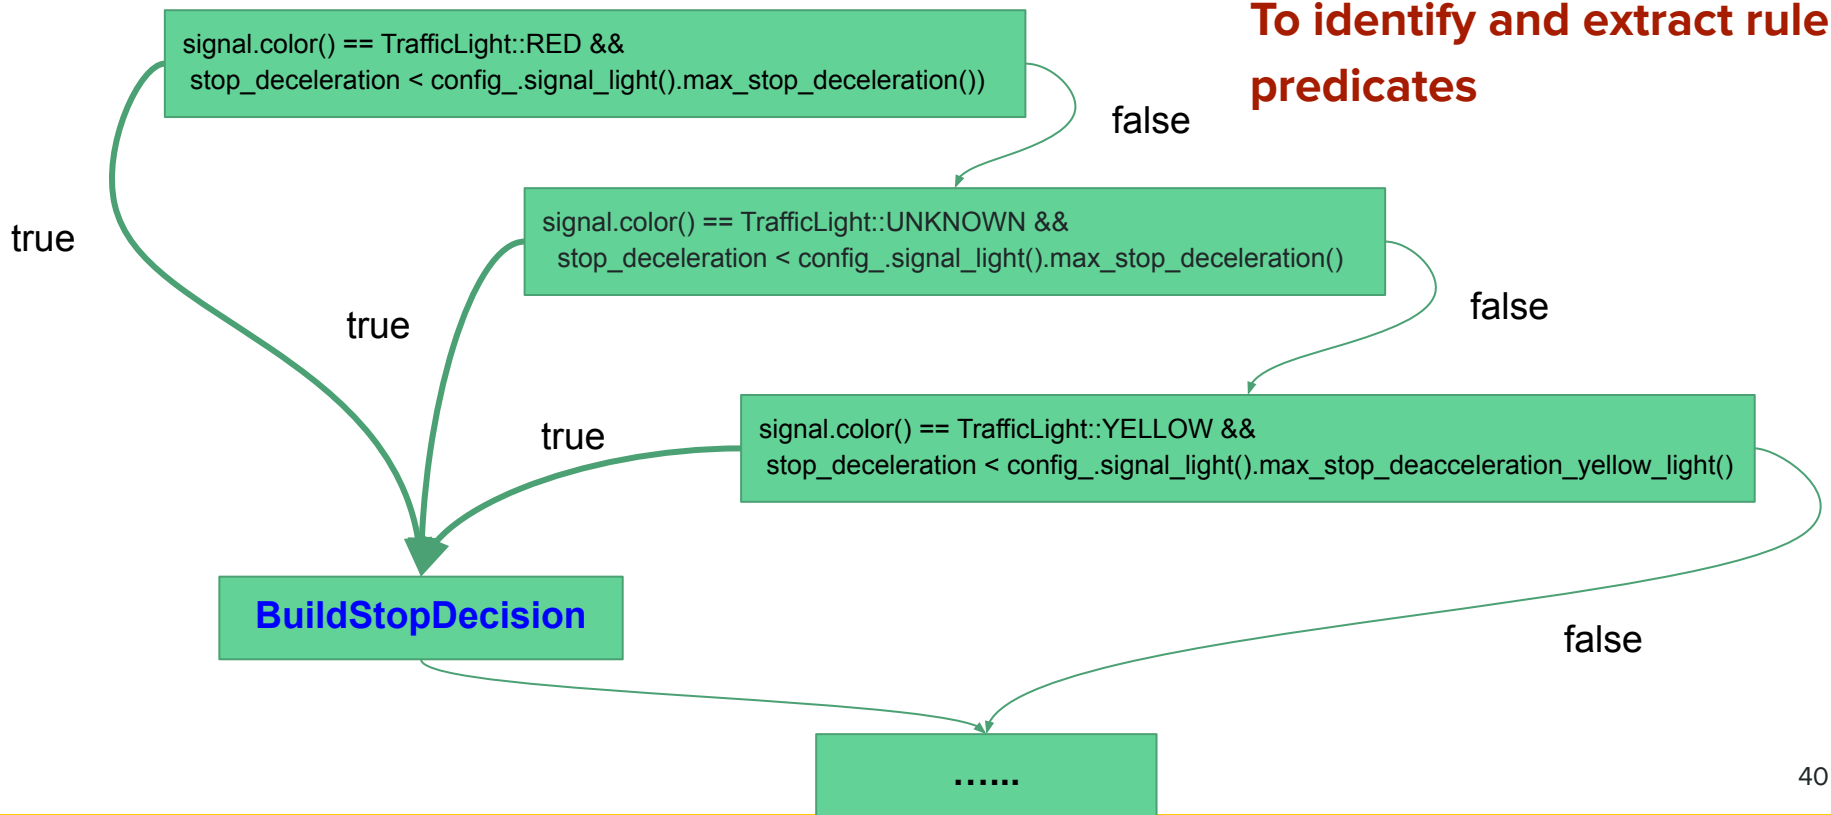 To identify and extract rule
predicates
signal.color() == TrafficLight::RED &&
stop_deceleration < config_.signal_light().max_stop_deceleration())
false
true
signal.color() == TrafficLight::UNKNOWN &&
stop_deceleration < config_.signal_light().max_stop_deceleration()
true
false
signal.color() == TrafficLight::YELLOW &&
stop_deceleration < config_.signal_light().max_stop_deacceleration_yellow_light()
true
BuildStopDecision
false
…...
40